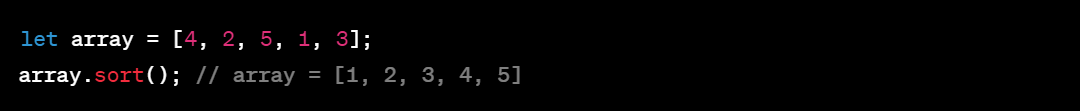 let array = [4, 2, 5, 1, 3];
array.sort(); // array = [1, 2, 3, 4, 5]